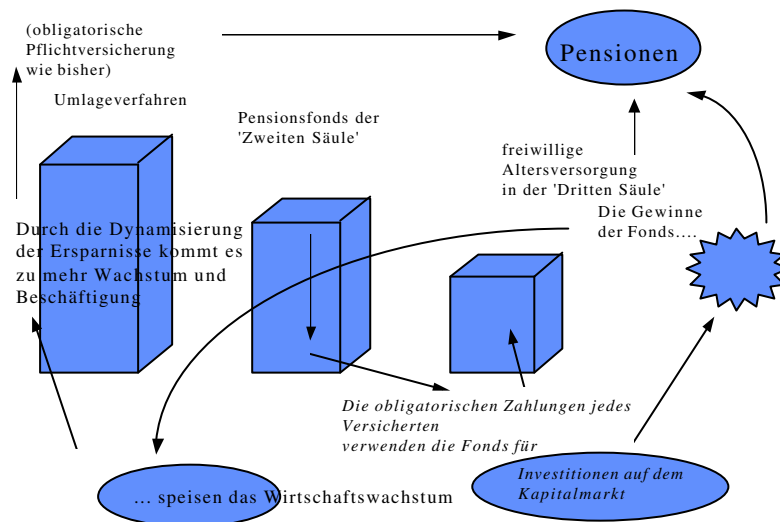 (obligatorische
Pflichtversicherung
wie bisher)
Umlageverfahren
Pensionen
Pensionsfonds der
'Zweiten Säule'
freiwillige
Altersversorgung
in der 'Dritten Säule'
Die Gewinne
der Fonds....
Durch die Dynamisierung
der Ersparnisse kommt es
zu mehr Wachstum und
Beschäftigung
Die obligatorischen Zahlungen jedes
Versicherten
verwenden die Fonds für
Investitionen auf dem
Kapitalmarkt
... speisen das Wirtschaftswachstum